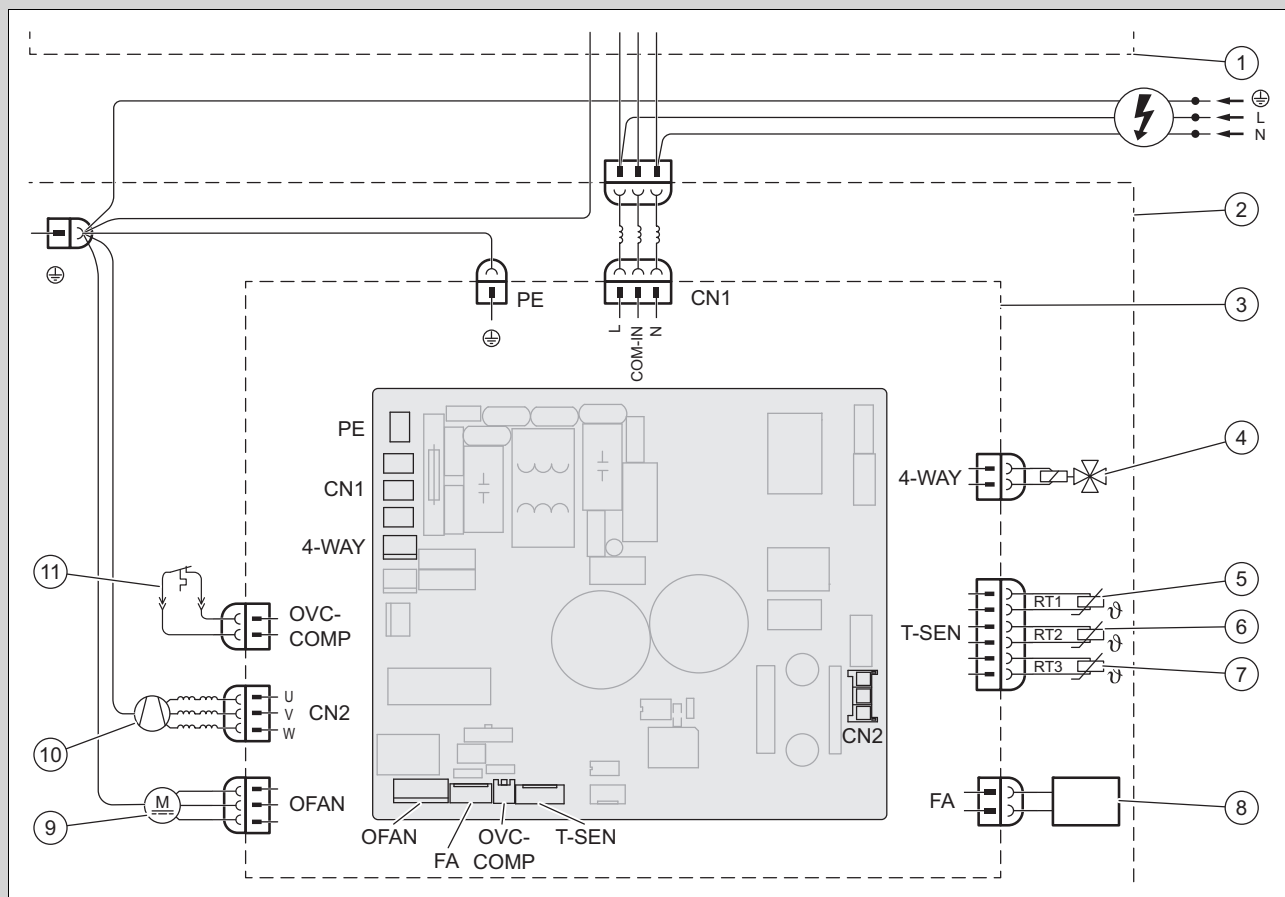 1
L
N
2
PE
CN1
3
L
COM-IN
N
PE
CN1
4-WAY
4-WAY
4
11
OVC-
COMP
T-SEN
RT1
ϑ
5
RT2
ϑ
6
RT3
ϑ
7
U
V
W
CN2
10
CN2
M
OFAN
9
FA
8
OFAN
FA
OVC-
COMP
T-SEN